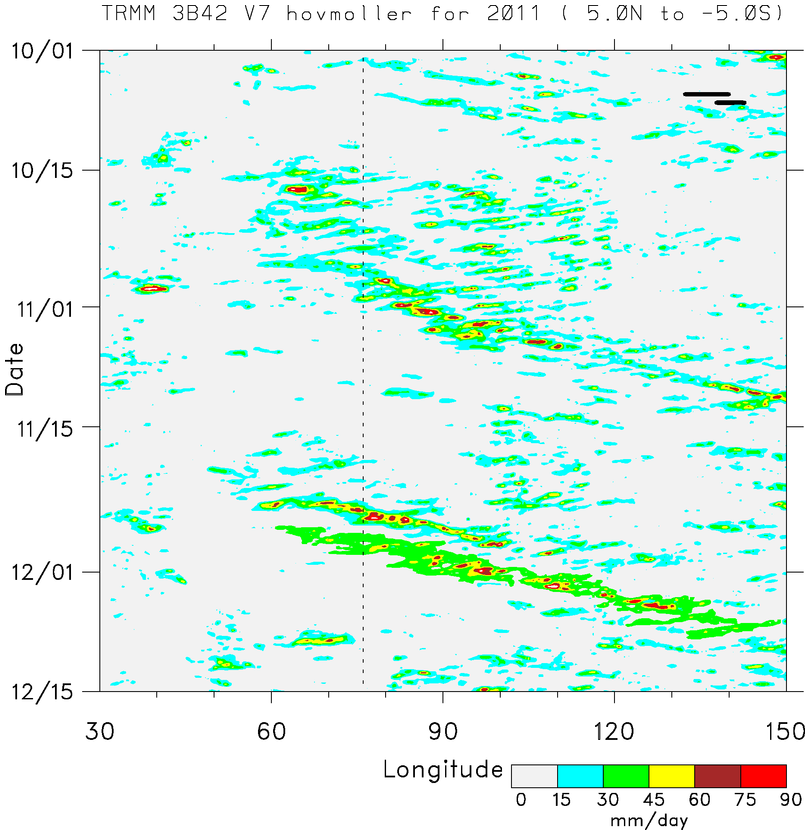 TRMM 3B42 V7 hovmoller for 2011 ( 5.0N to -5.0S)
10/01
10/15
11/01
Date
11/15
12/01
12/15
30 60 90 120 150
Longitude
0 15 30 45 60 75 90
mm/day